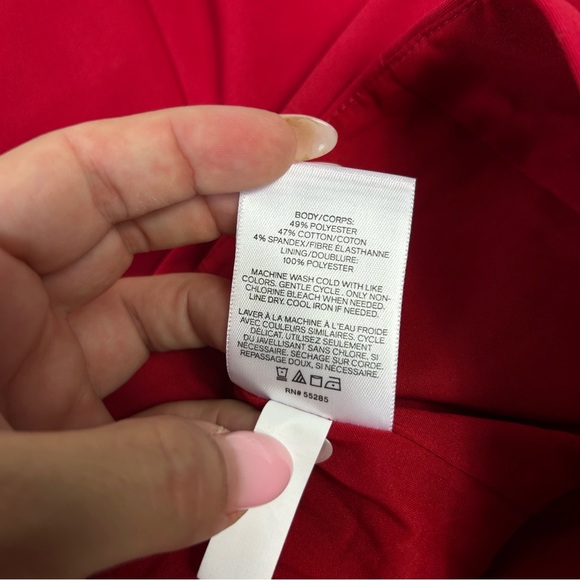 BODY/CORPS:
49% POLYESTER
47% COTTON/COTON
4% SPANDEX/FIBRE ÉLASTHANNE
LINING/DOUBLURE:
100% POLYESTER
MACHINE WASH COLD WITH LIKE
COLORS. GENTLE CYCLE. ONLY NON-
CHLORINE BLEACH WHEN NEEDED.
LINE DRY. COOL IRON IF NEEDED.
LAVER À LA MACHINE À L'EAU FROIDE
AVEC COULEURS SIMILAIRES. CYCLE
DÉLICAT. UTILISEZ SEULEMENT
DU JAVELLISANT SANS CHLORE, SI
NÉCESSAIRE. SÉCHAGE SUR CORDE.
REPASSAGE DOUX, SI NÉCESSAIRE.
RN# 55285